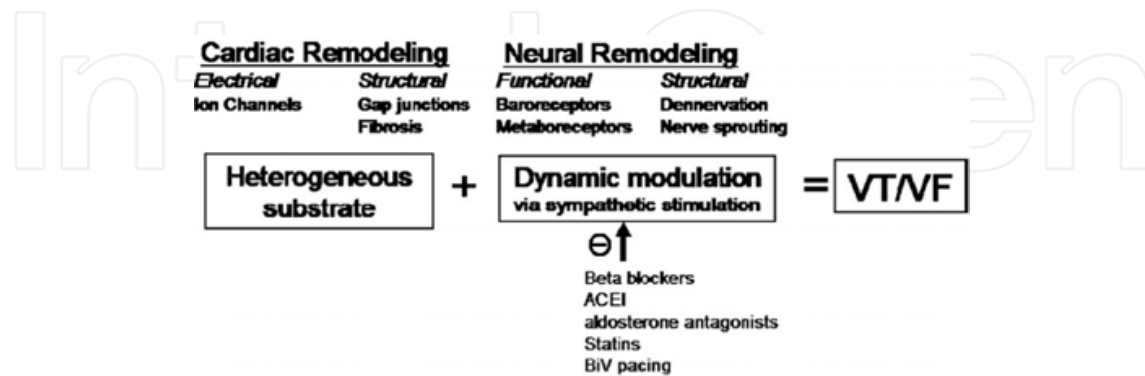 Cardiac Remodeling Neural Remodeling
Electrical Structural Functional Structural
Ion Channels Gap junctions Baroreceptors Dennervation
Fibrosis Metaboreceptors Nerve sprouting
Heterogeneous substrate + Dynamic modulation via sympathetic stimulation = VT/VF
⊖
Beta blockers
ACEI
aldosterone antagonists
Statins
BiV pacing